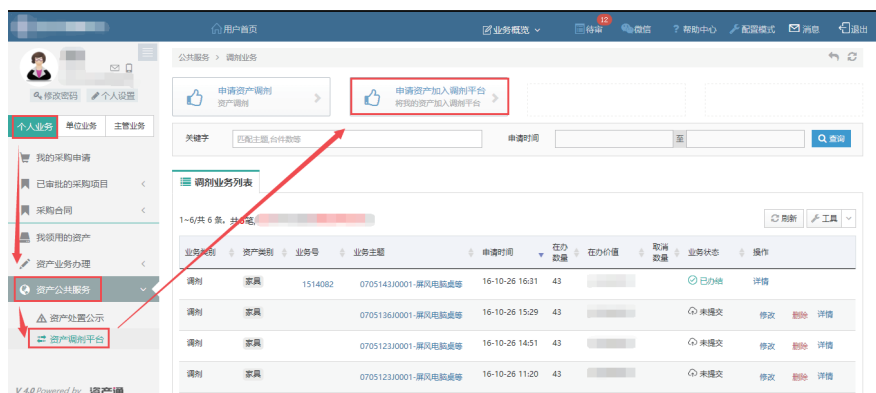 用户首页 业务概览 待审 12 微信 ? 帮助中心 配置模式 消息 退出
修改密码 个人设置
个人业务 单位业务 主管业务
我的采购申请
已审批的采购项目
采购合同
我领用的资产
资产业务办理
资产公共服务
资产处置公示
资产调剂平台
V 4.0 Powered by 资产通
公共服务 > 调剂业务
申请资产调剂
资产调剂
申请资产加入调剂平台
将我的资产加入调剂平台
关键字 匹配主题,台件数等 申请时间 至 查询
调剂业务列表
1~6/共 6 条, 共 笔, 刷新 工具
业务类别 资产类别 业务号 业务主题 申请时间 在办数量 在办价值 取消数量 业务状态 操作
调剂 家具 1514082 0705143J0001-屏风电脑桌等 16-10-26 16:31 43 已办结 详情
调剂 家具 0705136J0001-屏风电脑桌等 16-10-26 15:29 43 未提交 修改 删除 详情
调剂 家具 0705123J0001-屏风电脑桌等 16-10-26 14:51 43 未提交 修改 删除 详情
调剂 家具 0705123J0001-屏风电脑桌等 16-10-26 11:20 43 未提交 修改 删除 详情